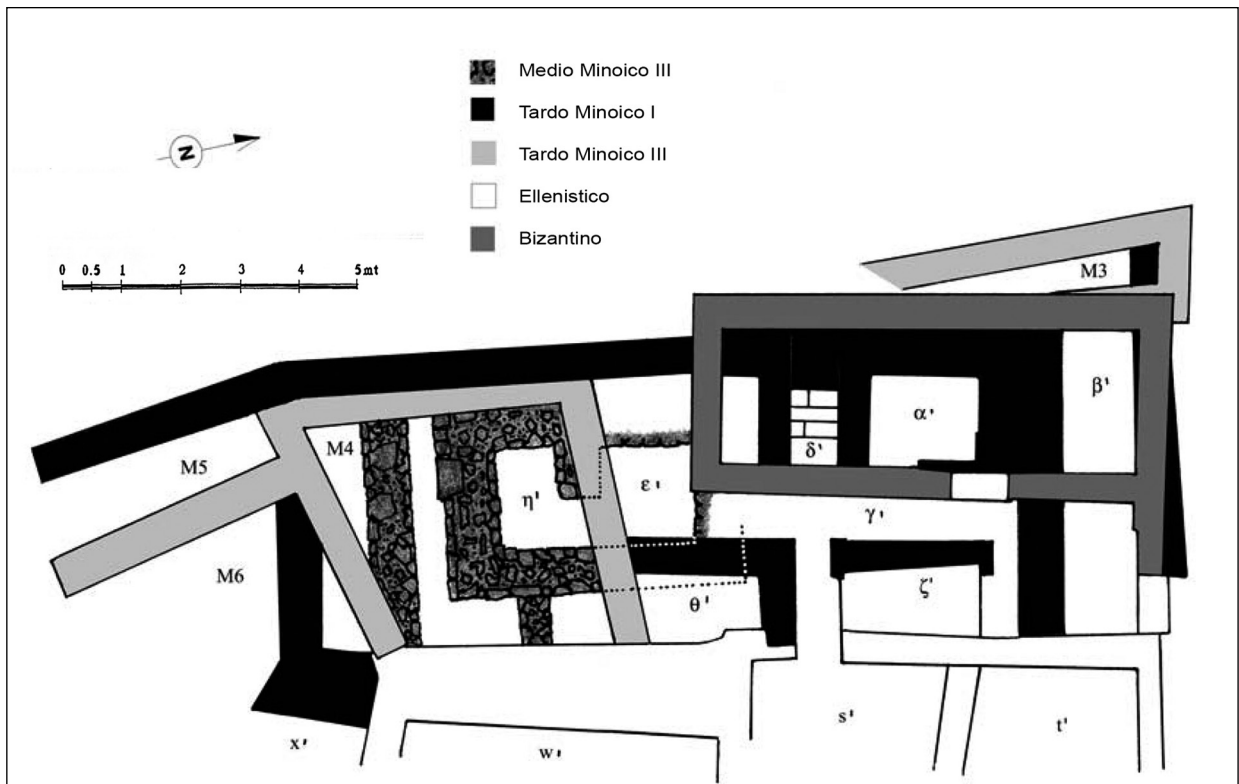 Medio Minoico III
Tardo Minoico I
N
Tardo Minoico III
Ellenistico
Bizantino
0 0.5 1 2 3 4 5 mt
M3
β'
α'
M4
δ'
M5
ε'
η'
γ'
M6
ζ'
θ'
s'
t'
x'
w'